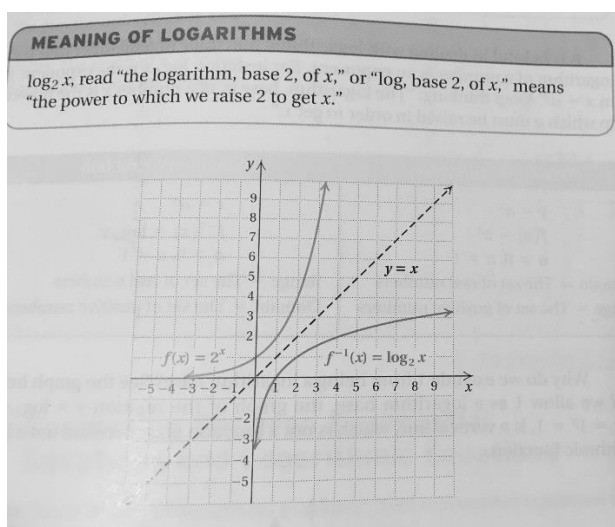 MEANING OF LOGARITHMS
log₂ x, read “the logarithm, base 2, of x,” or “log, base 2, of x,” means
“the power to which we raise 2 to get x.”
y
9
8
7
6
5
4
3
2
y = x
f(x) = 2ˣ
f⁻¹(x) = log₂ x
−5 −4 −3 −2 −1 1 2 3 4 5 6 7 8 9 x
−2
−3
−4
−5